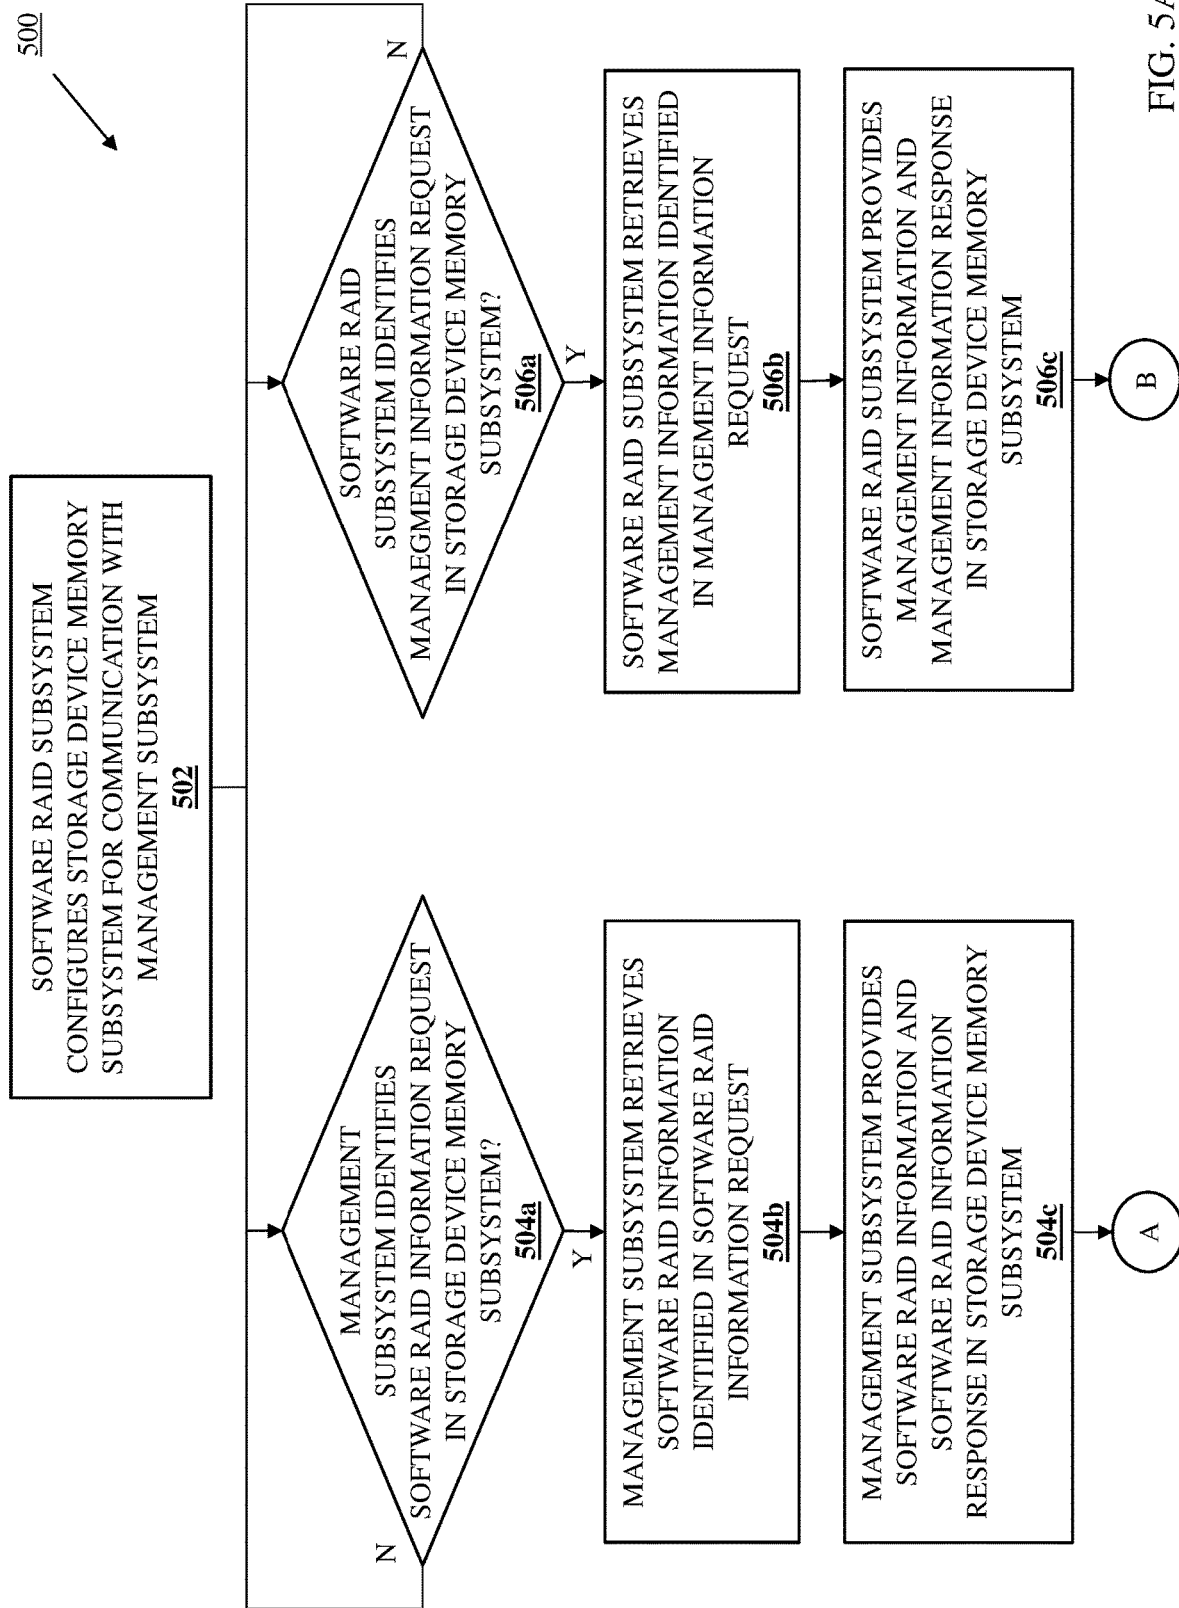 500
SOFTWARE RAID SUBSYSTEM
CONFIGURES STORAGE DEVICE MEMORY
SUBSYSTEM FOR COMMUNICATION WITH
MANAGEMENT SUBSYSTEM
502
MANAGEMENT
SUBSYSTEM IDENTIFIES
SOFTWARE RAID INFORMATION REQUEST
IN STORAGE DEVICE MEMORY
SUBSYSTEM?
504a
N
Y
MANAGEMENT SUBSYSTEM RETRIEVES
SOFTWARE RAID INFORMATION
IDENTIFIED IN SOFTWARE RAID
INFORMATION REQUEST
504b
MANAGEMENT SUBSYSTEM PROVIDES
SOFTWARE RAID INFORMATION AND
SOFTWARE RAID INFORMATION
RESPONSE IN STORAGE DEVICE MEMORY
SUBSYSTEM
504c
A
SOFTWARE RAID
SUBSYSTEM IDENTIFIES
MANAEGMENT INFORMATION REQUEST
IN STORAGE DEVICE MEMORY
SUBSYSTEM?
506a
N
Y
SOFTWARE RAID SUBSYSTEM RETRIEVES
MANAGEMENT INFORMATION IDENTIFIED
IN MANAGEMENT INFORMATION
REQUEST
506b
SOFTWARE RAID SUBSYSTEM PROVIDES
MANAGEMENT INFORMATION AND
MANAGEMENT INFORMATION RESPONSE
IN STORAGE DEVICE MEMORY
SUBSYSTEM
506c
B
FIG. 5A